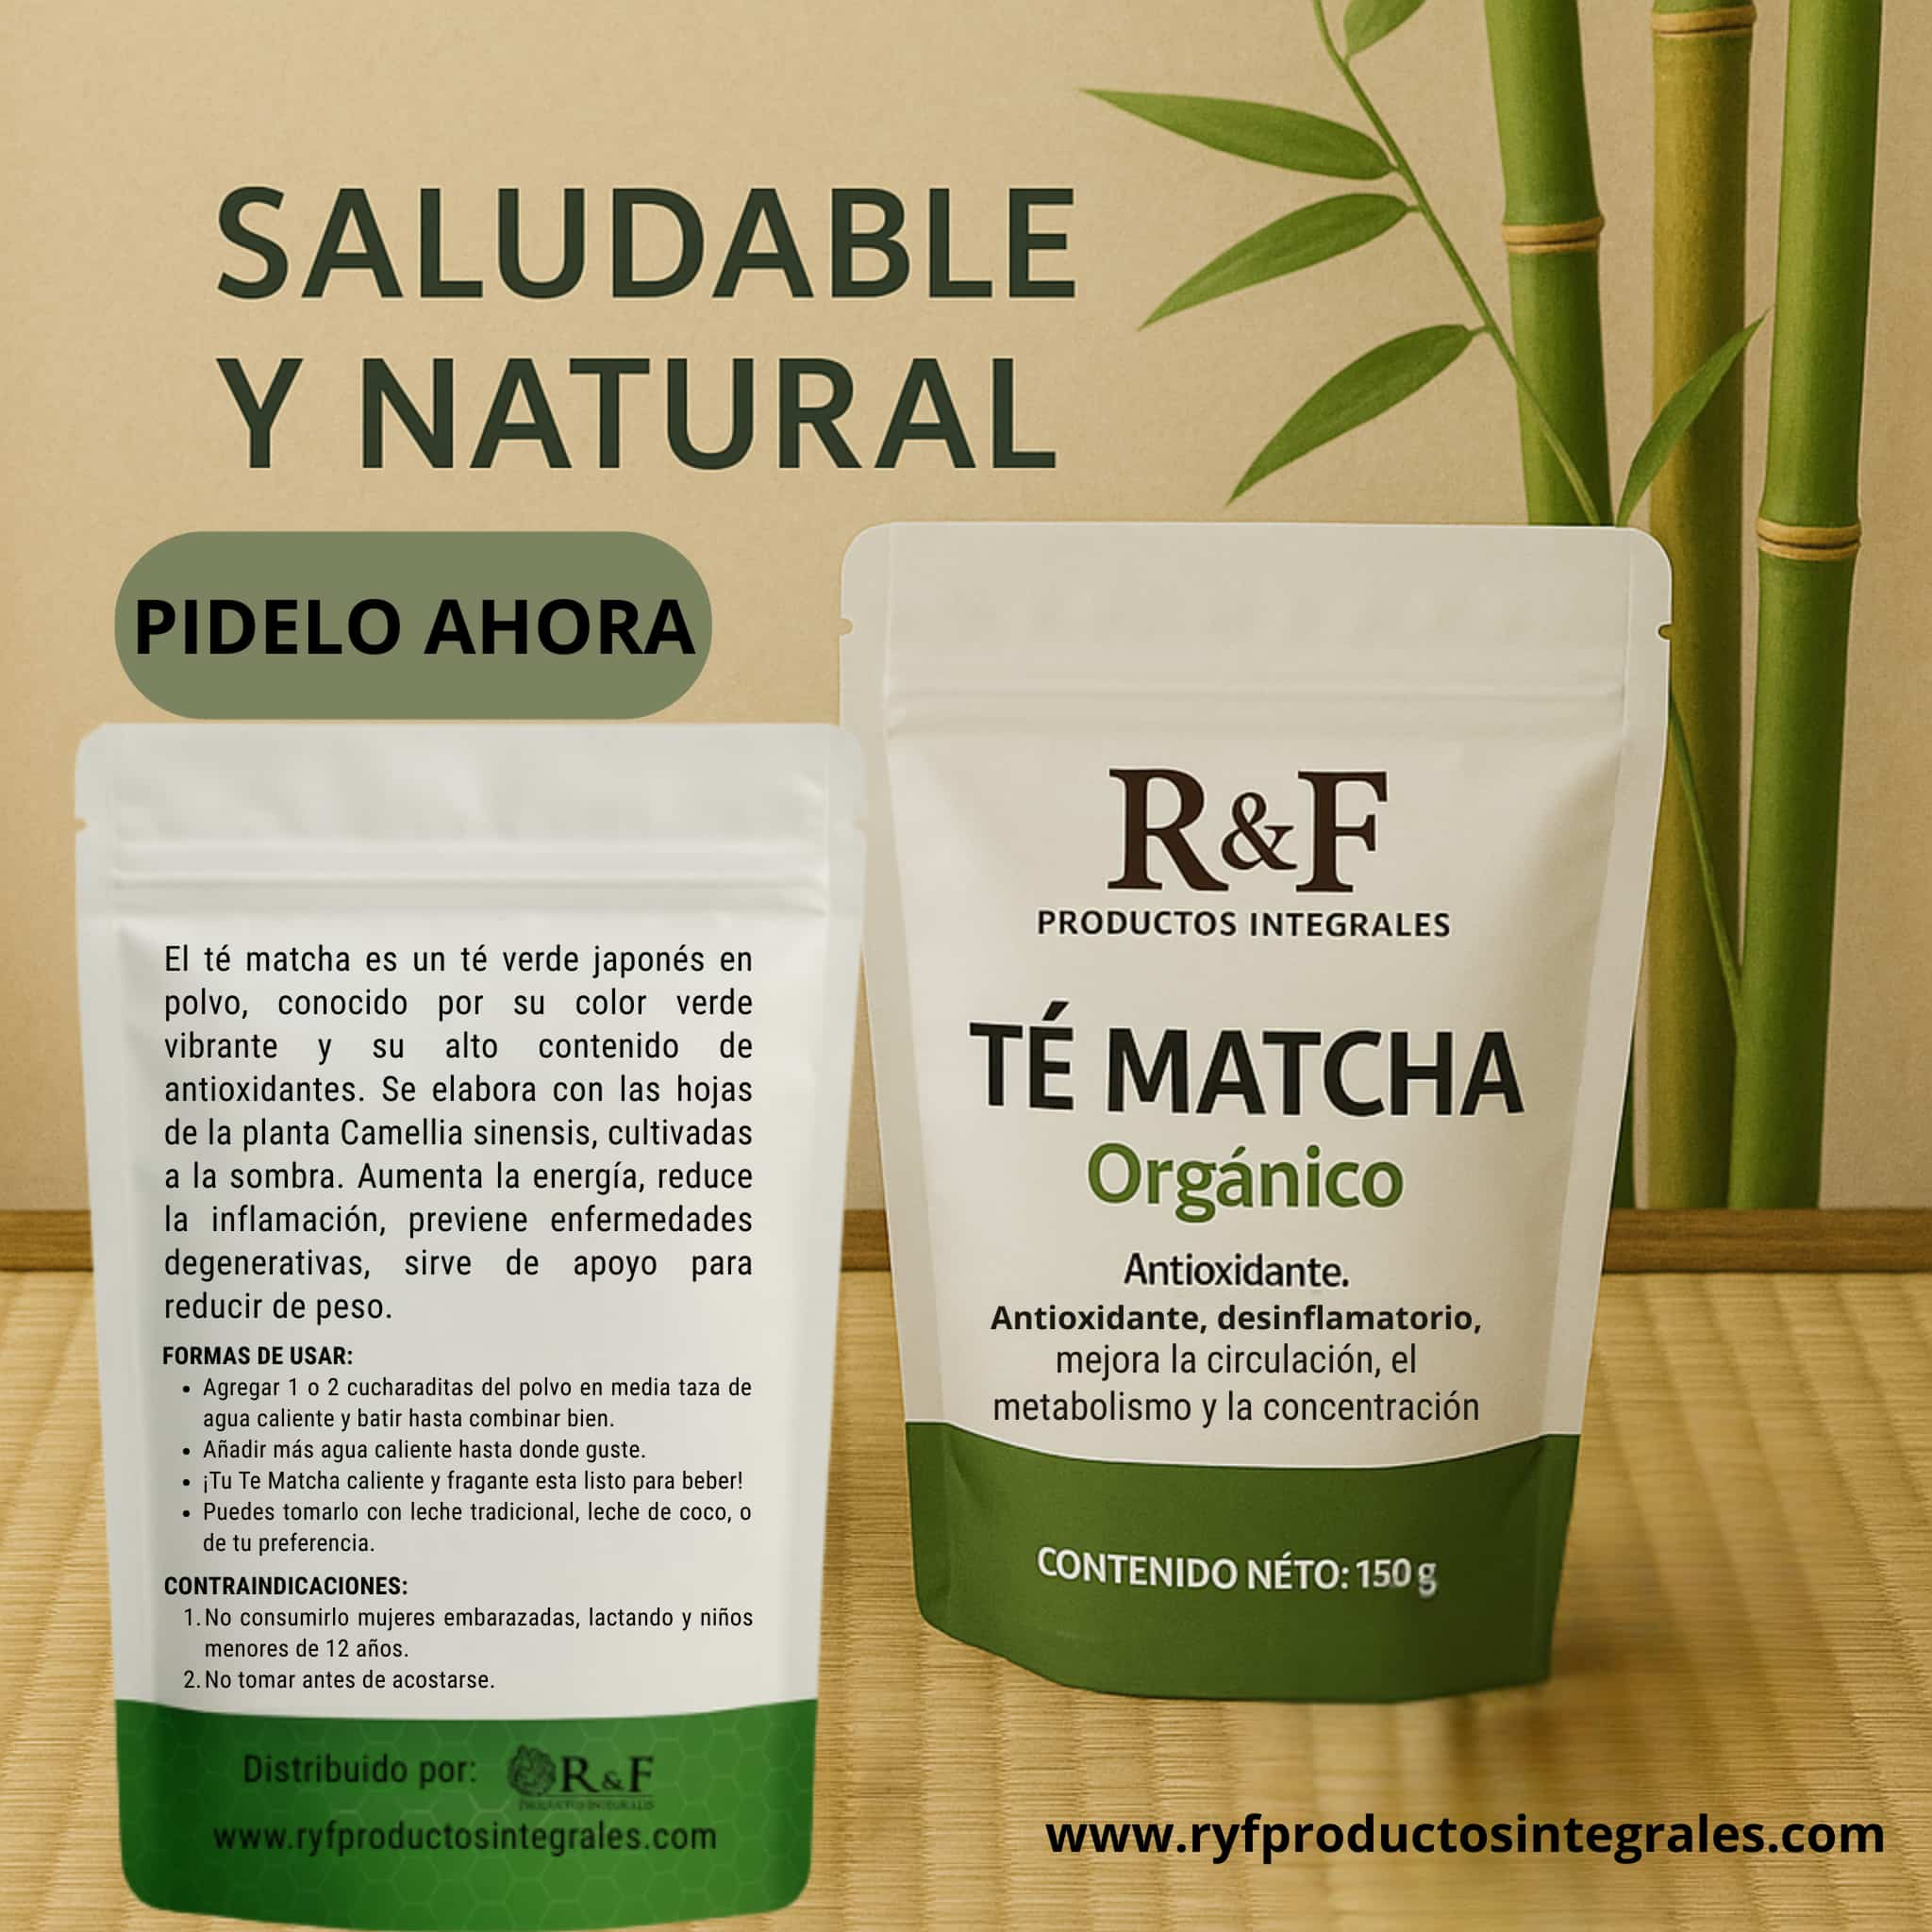 SALUDABLE
Y NATURAL
PIDELO AHORA
El té matcha es un té verde japonés en
polvo, conocido por su color verde
vibrante y su alto contenido de
antioxidantes. Se elabora con las hojas
de la planta Camellia sinensis, cultivadas
a la sombra. Aumenta la energía, reduce
la inflamación, previene enfermedades
degenerativas, sirve de apoyo para
reducir de peso.
FORMAS DE USAR:
• Agregar 1 o 2 cucharaditas del polvo en media taza de
agua caliente y batir hasta combinar bien.
• Añadir más agua caliente hasta donde guste.
• ¡Tu Te Matcha caliente y fragante esta listo para beber!
• Puedes tomarlo con leche tradicional, leche de coco, o
de tu preferencia.
CONTRAINDICACIONES:
1. No consumirlo mujeres embarazadas, lactando y niños
menores de 12 años.
2. No tomar antes de acostarse.
Distribuido por: R&F
PRODUCTOS INTEGRALES
www.ryfproductosintegrales.com
R&F
PRODUCTOS INTEGRALES
TÉ MATCHA
Orgánico
Antioxidante.
Antioxidante, desinflamatorio,
mejora la circulación, el
metabolismo y la concentración
CONTENIDO NÉTO: 150 g
www.ryfproductosintegrales.com